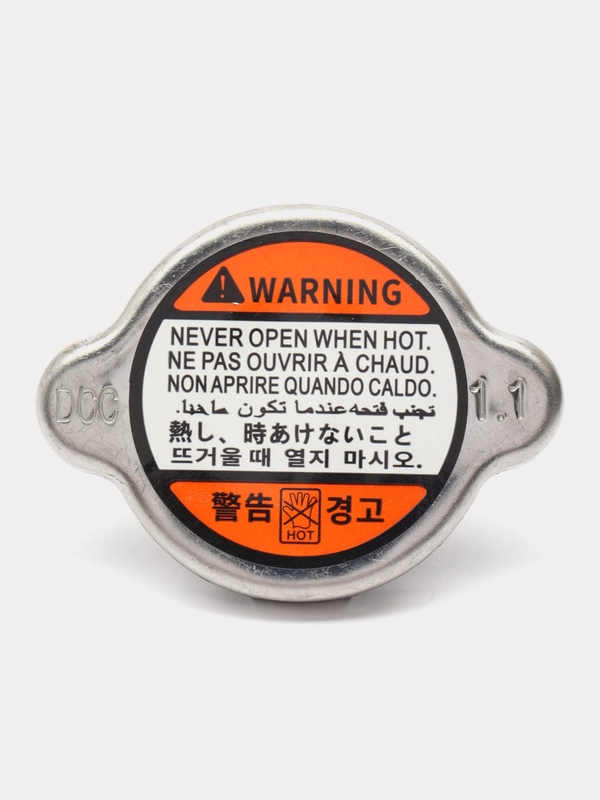 WARNING
NEVER OPEN WHEN HOT.
NE PAS OUVRIR À CHAUD.
NON APRIRE QUANDO CALDO.
تجنب فتحه عندما تكون ساخنا.
熱し、時あけないこと
뜨거울 때 열지 마시오.
DCC
1.1
警告 경고
HOT